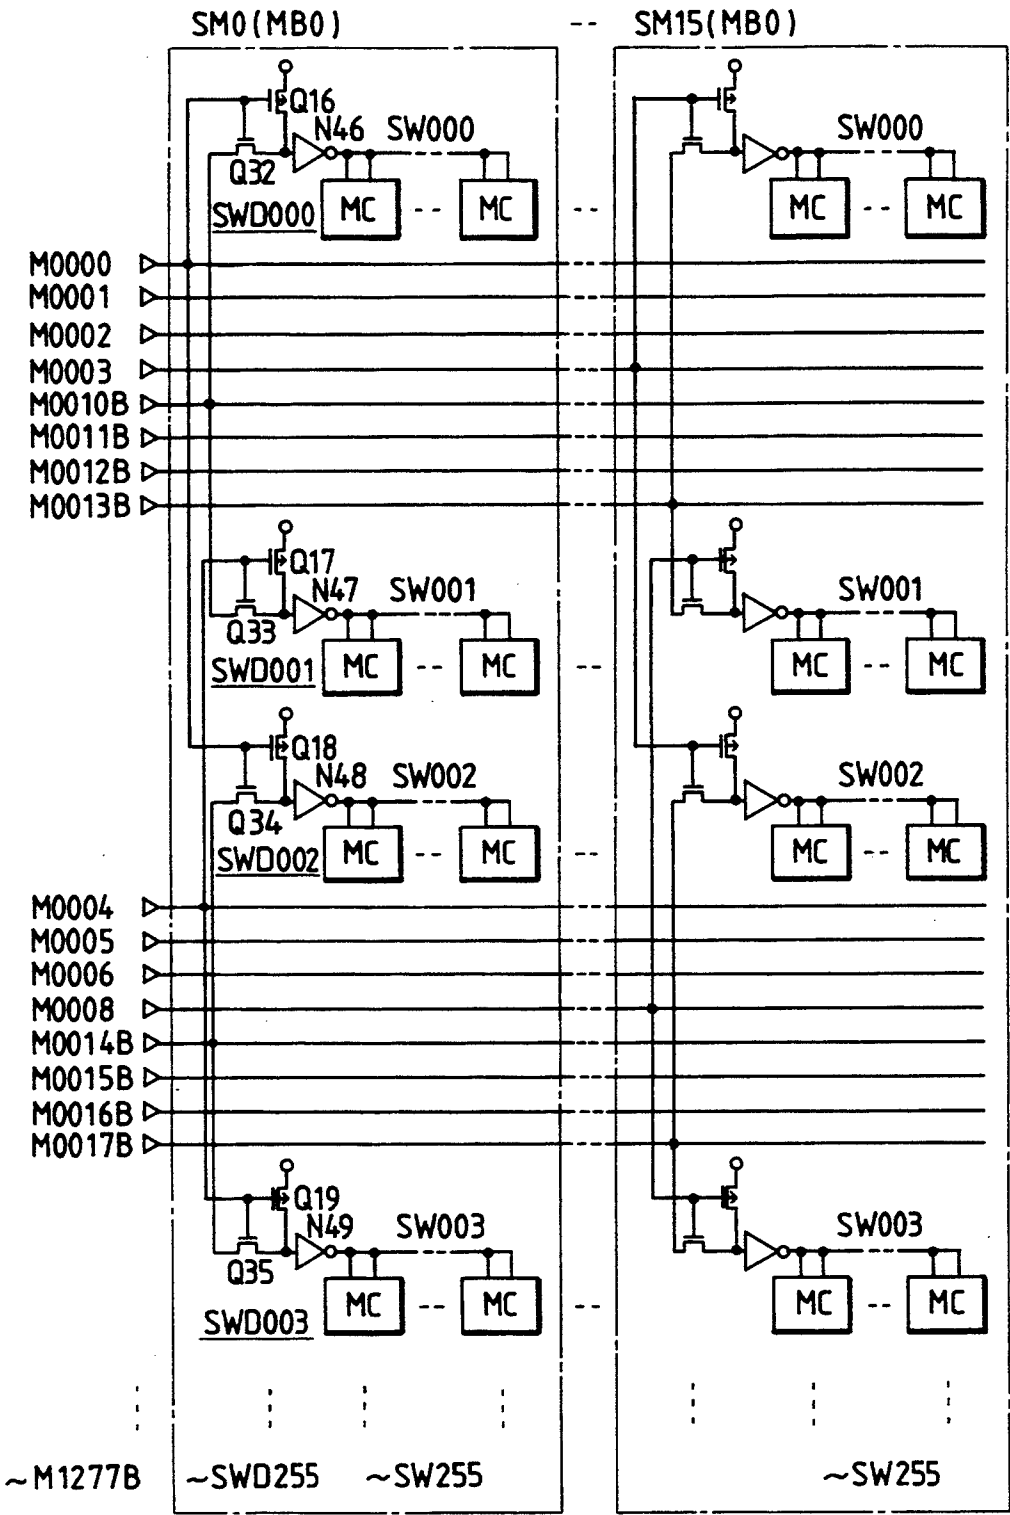 SM0(MB0) -- SM15(MB0)
Q16
N46 SW000 SW000
Q32
SWD000 MC -- MC -- MC -- MC
M0000
M0001
M0002
M0003
M0010B
M0011B
M0012B
M0013B
Q17
N47 SW001 SW001
Q33
SWD001 MC -- MC -- MC -- MC
Q18
N48 SW002 SW002
Q34
SWD002 MC -- MC -- MC -- MC
M0004
M0005
M0006
M0008
M0014B
M0015B
M0016B
M0017B
Q19
N49 SW003 SW003
Q35
SWD003 MC -- MC -- MC -- MC
~M1277B ~SWD255 ~SW255 ~SW255